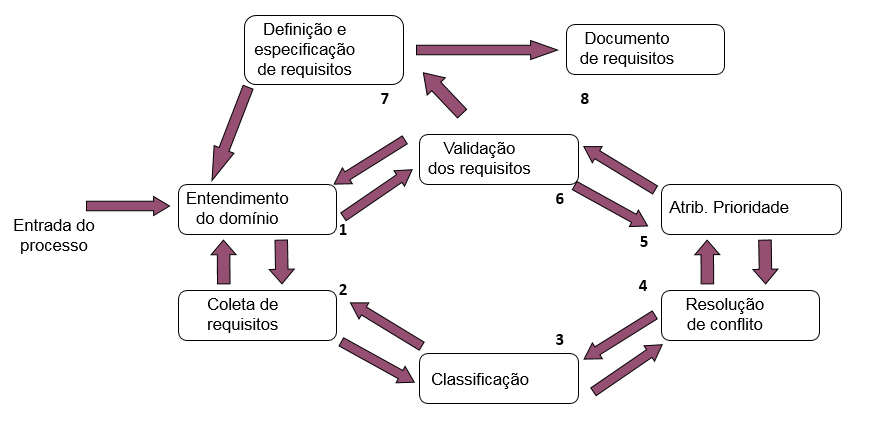 Definição e
especificação
de requisitos
7
Documento
de requisitos
8
Validação
dos requisitos
6
Entrada do
processo
Entendimento
do domínio
1
Atrib. Prioridade
5
Coleta de
requisitos
2
Resolução
de conflito
4
Classificação
3